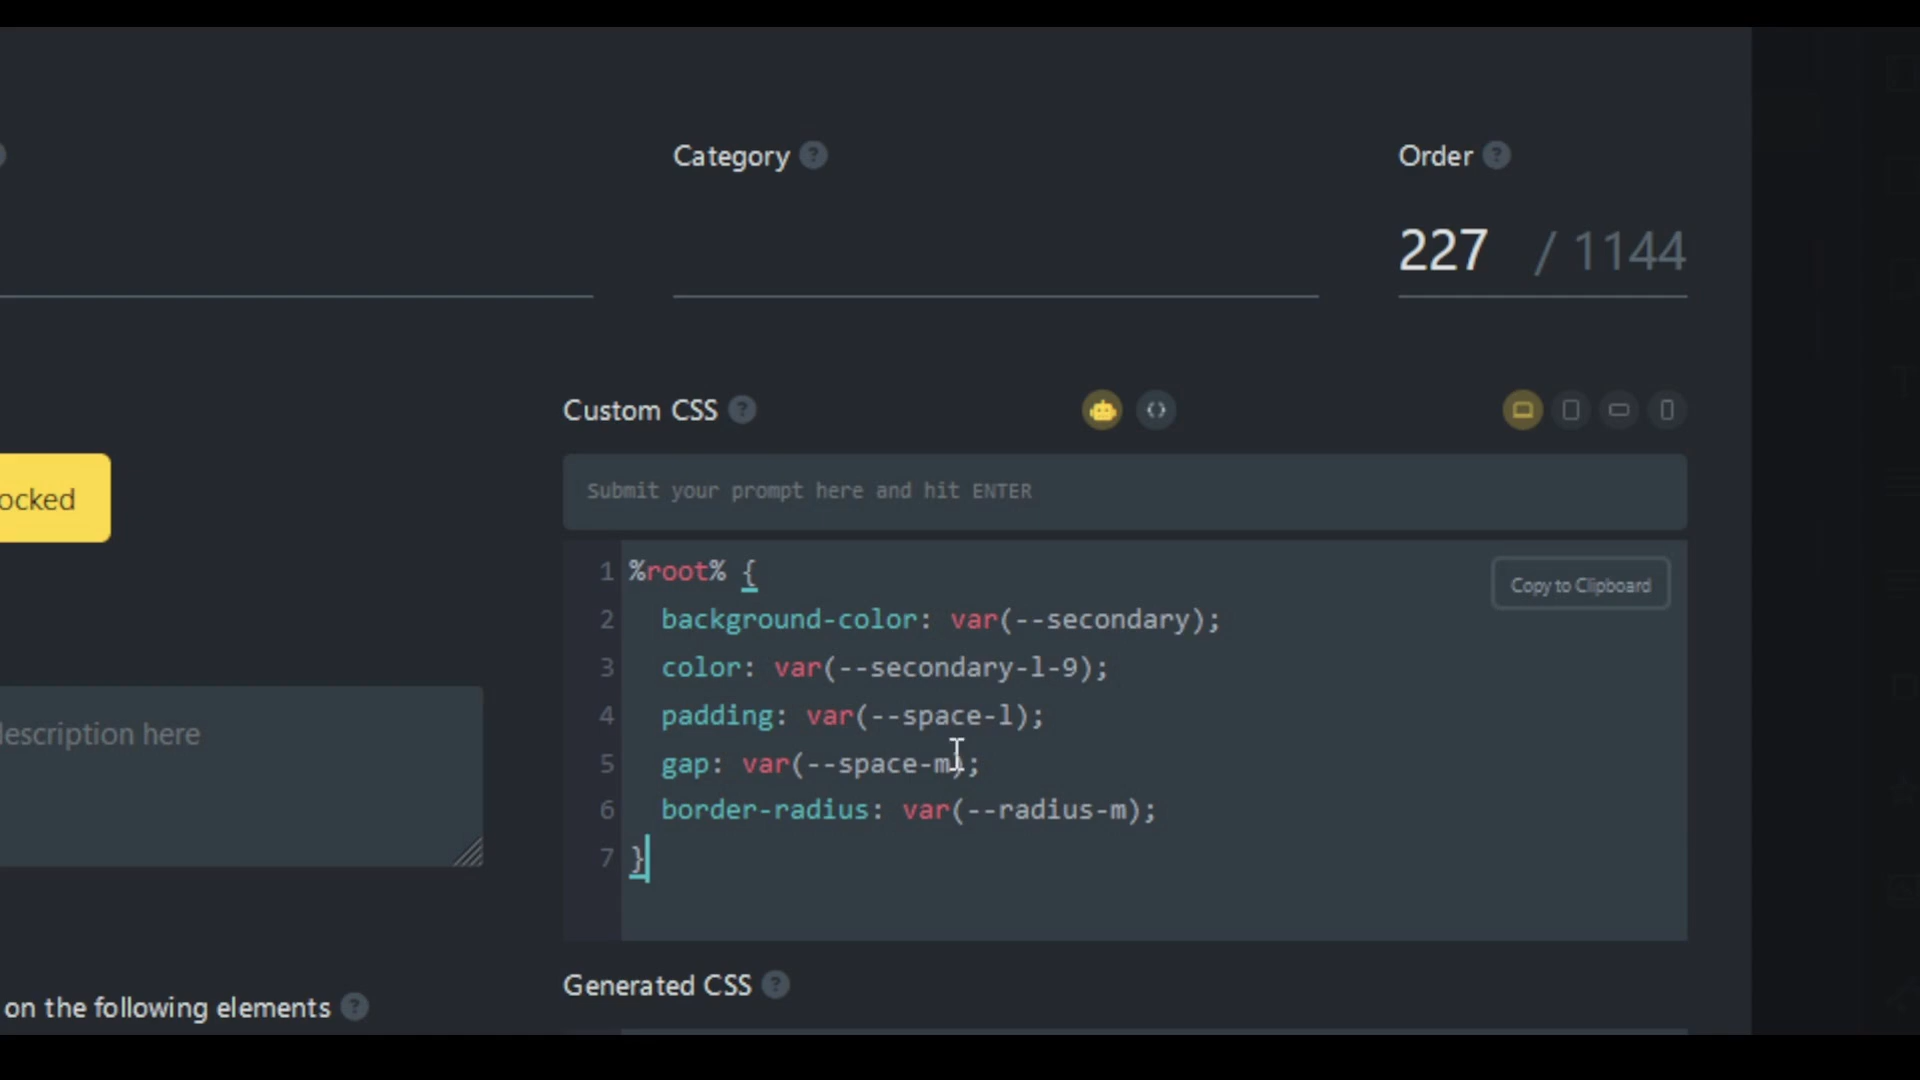 Category ?
Order ?
227 / 1144
Custom CSS ?
ocked
Submit your prompt here and hit ENTER
Copy to Clipboard
1 %root% {
2 background-color: var(--secondary);
3 color: var(--secondary-l-9);
4 padding: var(--space-l);
5 gap: var(--space-m);
6 border-radius: var(--radius-m);
7 }
description here
Generated CSS ?
on the following elements ?